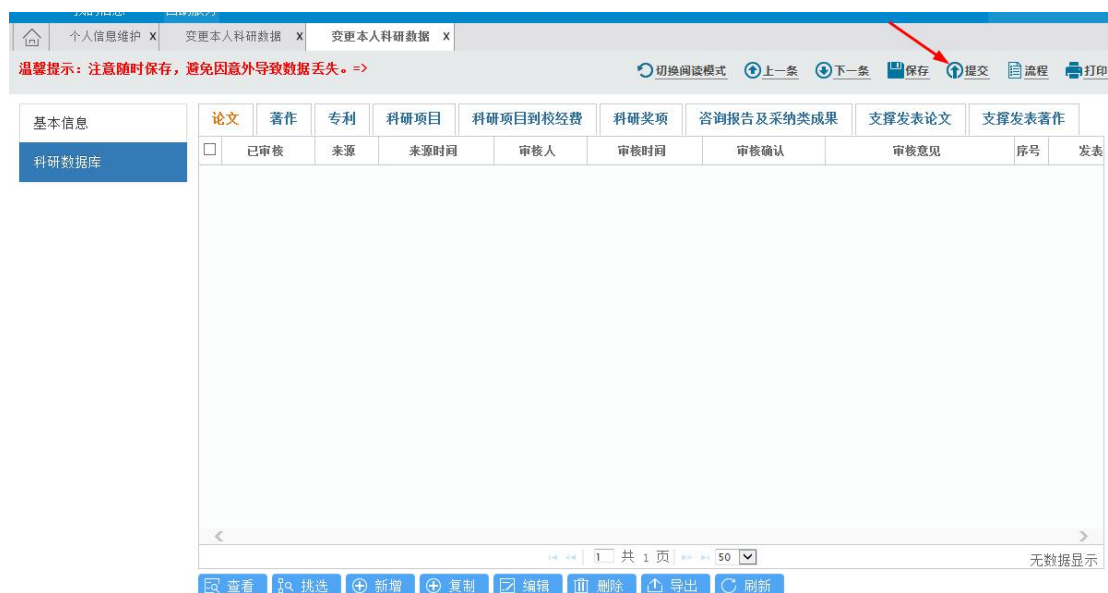 个人信息维护 X 变更本人科研数据 X 变更本人科研数据 X
温馨提示：注意随时保存，避免因意外导致数据丢失。=> 切换阅读模式 上一条 下一条 保存 提交 流程 打印
基本信息
科研数据库
论文 著作 专利 科研项目 科研项目到校经费 科研奖项 咨询报告及采纳类成果 支撑发表论文 支撑发表著作
已审核 来源 来源时间 审核人 审核时间 审核确认 审核意见 序号 发表
1 共 1 页 50 无数据显示
查看 挑选 新增 复制 编辑 删除 导出 刷新